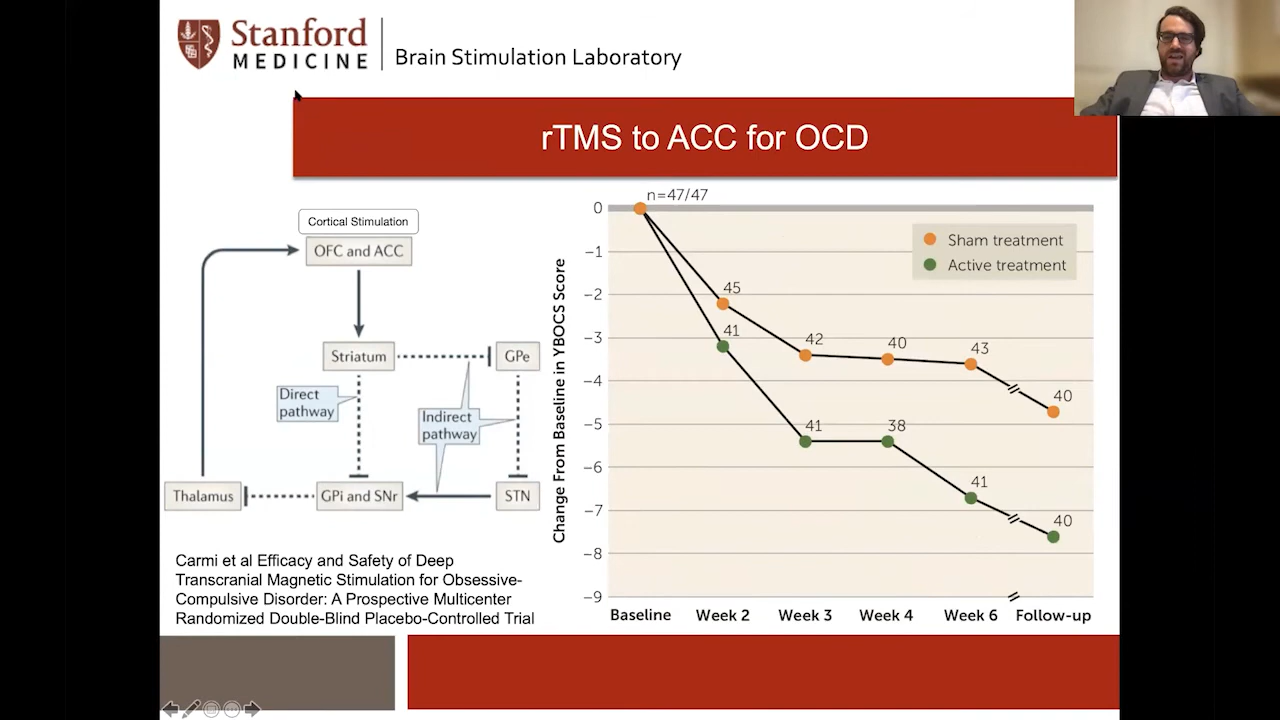 Stanford
MEDICINE
Brain Stimulation Laboratory
rTMS to ACC for OCD
Cortical Stimulation
OFC and ACC
Striatum
GPe
Direct
pathway
Indirect
pathway
Thalamus
GPi and SNr
STN
Carmi et al Efficacy and Safety of Deep
Transcranial Magnetic Stimulation for Obsessive-
Compulsive Disorder: A Prospective Multicenter
Randomized Double-Blind Placebo-Controlled Trial
Change From Baseline in YBOCS Score
n=47/47
0
−1
−2
−3
−4
−5
−6
−7
−8
−9
Sham treatment
Active treatment
45
42
40
43
40
41
41
38
41
40
Baseline
Week 2
Week 3
Week 4
Week 6
Follow-up